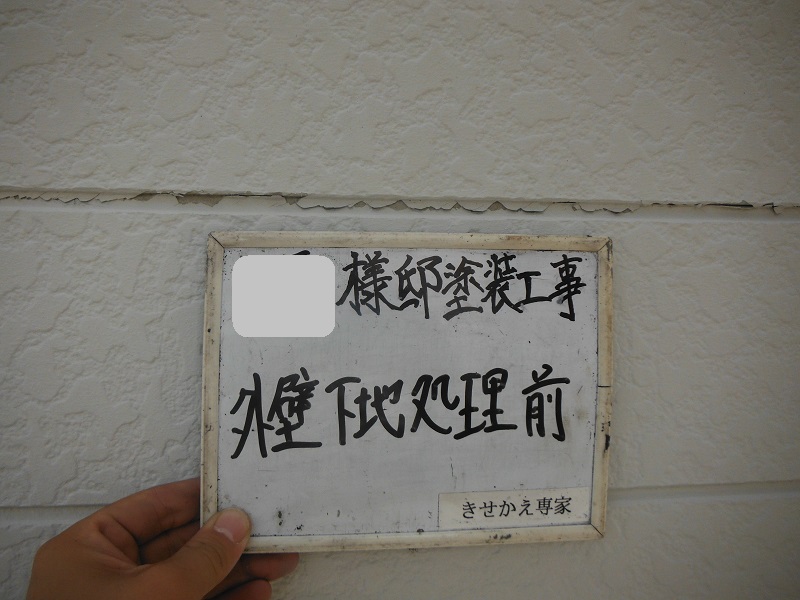 様邸塗装工事
外壁下地処理前
きせかえ専家